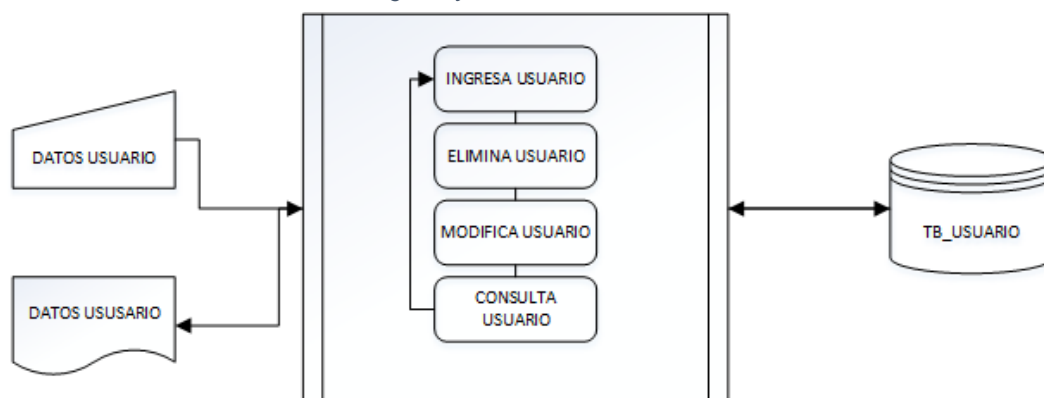 INGRESA USUARIO
DATOS USUARIO
ELIMINA USUARIO
MODIFICA USUARIO
TB_USUARIO
DATOS USUSARIO
CONSULTA
USUARIO